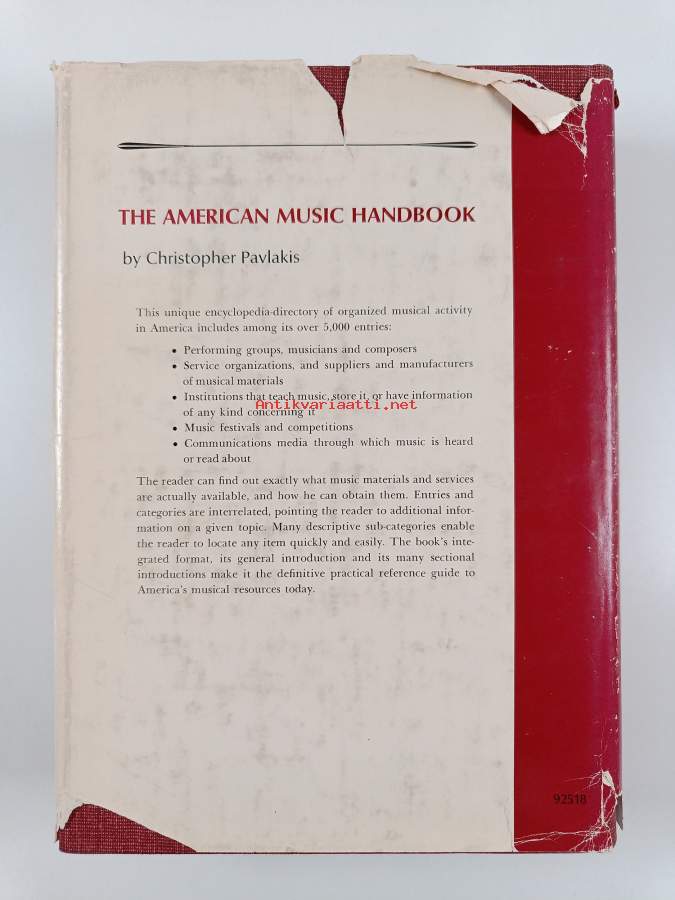 THE AMERICAN MUSIC HANDBOOK
by Christopher Pavlakis
This unique encyclopedia-directory of organized musical activity
in America includes among its over 5,000 entries:
• Performing groups, musicians and composers
• Service organizations, and suppliers and manufacturers
of musical materials
• Institutions that teach music, store it, or have information
Antikvariaatti.net
of any kind concerning it
• Music festivals and competitions
• Communications media through which music is heard
or read about
The reader can find out exactly what music materials and services
are actually available, and how he can obtain them. Entries and
categories are interrelated, pointing the reader to additional infor-
mation on a given topic. Many descriptive sub-categories enable
the reader to locate any item quickly and easily. The book's inte-
grated format, its general introduction and its many sectional
introductions make it the definitive practical reference guide to
America's musical resources today.
92518